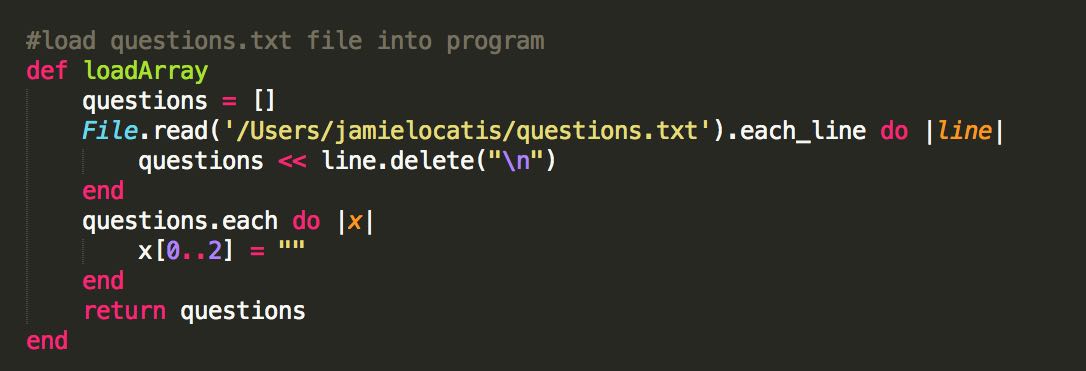 #load questions.txt file into program
def loadArray
    questions = []
    File.read('/Users/jamielocatis/questions.txt').each_line do |line|
        questions << line.delete("\n")
    end
    questions.each do |x|
        x[0..2] = ""
    end
    return questions
end